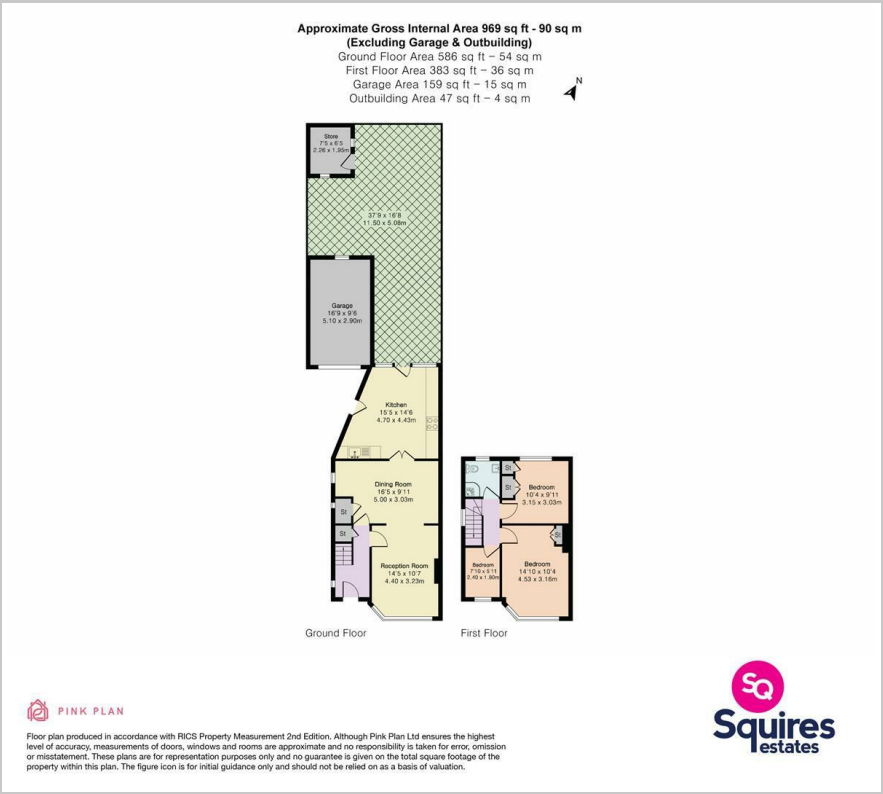 Approximate Gross Internal Area 969 sq ft - 90 sq m
(Excluding Garage & Outbuilding)
Ground Floor Area 586 sq ft – 54 sq m
First Floor Area 383 sq ft – 36 sq m
Garage Area 159 sq ft – 15 sq m
Outbuilding Area 47 sq ft – 4 sq m
N
Store
7'5 x 6'5
2.26 x 1.95m
37'9 x 16'8
11.50 x 5.08m
Garage
16'9 x 9'6
5.10 x 2.90m
Kitchen
15'5 x 14'6
4.70 x 4.43m
Dining Room
16'5 x 9'11
5.00 x 3.03m
St
St
Reception Room
14'5 x 10'7
4.40 x 3.23m
Ground Floor
St
St
Bedroom
10'4 x 9'11
3.15 x 3.03m
St
Bedroom
7'10 x 5'11
2.40 x 1.80m
Bedroom
14'10 x 10'4
4.53 x 3.16m
First Floor
PINK PLAN
Floor plan produced in accordance with RICS Property Measurement 2nd Edition. Although Pink Plan Ltd ensures the highest
level of accuracy, measurements of doors, windows and rooms are approximate and no responsibility is taken for error, omission
or misstatement. These plans are for representation purposes only and no guarantee is given on the total square footage of the
property within this plan. The figure icon is for initial guidance only and should not be relied on as a basis of valuation.
SQ
Squires
estates